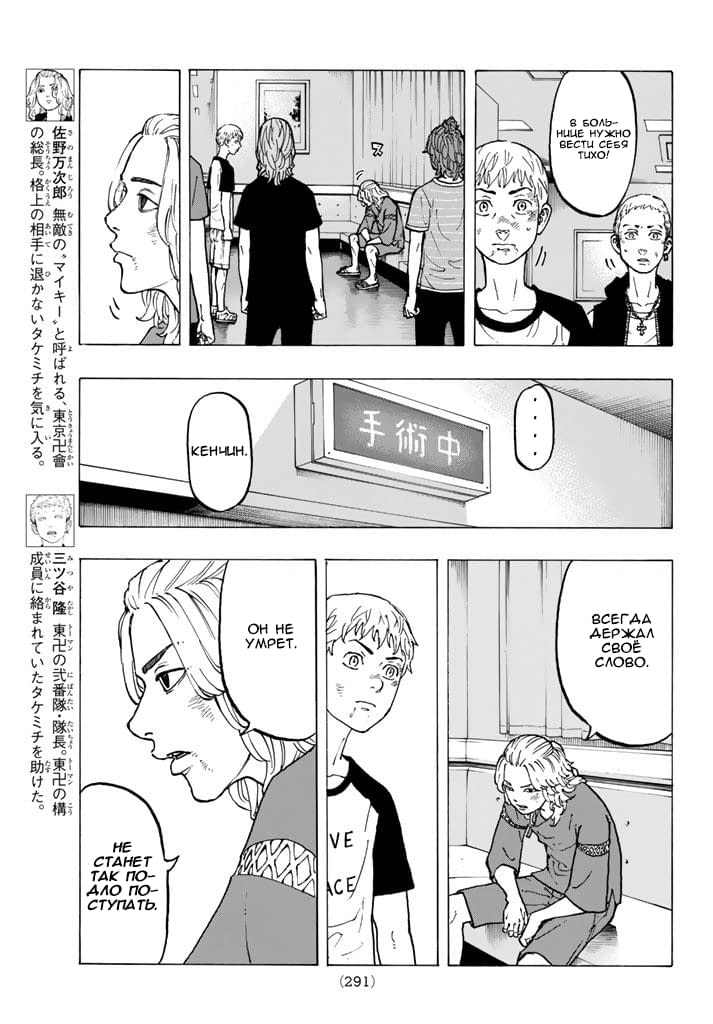 В БОЛЬ-
НИЦЕ НУЖНО
ВЕСТИ СЕБЯ
ТИХО!
. . . .
手術中
КЕНЧИН.
ВСЕГДА
ДЕРЖАЛ
СВОЁ
СЛОВО.
ОН НЕ
УМРЕТ.
VE
ACE
НЕ
СТАНЕТ
ТАК ПО-
ДЛО ПО-
СТУПАТЬ.
佐野万次郎 無敵の〝マイキー〟と呼ばれる、東京卍會
の総長。格上の相手に退かないタケミチを気に入る。
三ツ谷 隆 東卍の弐番隊・隊長。東卍の構
成員に絡まれていたタケミチを助けた。
(291)